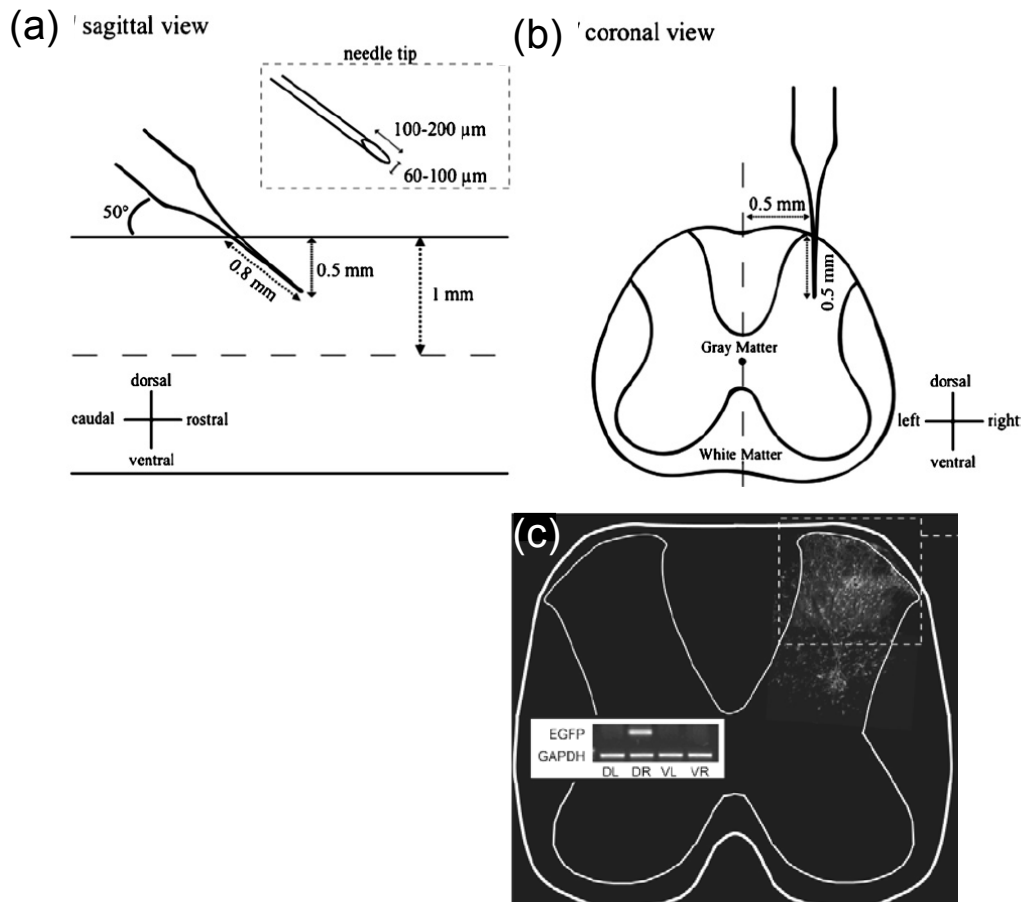 (a) ' sagittal view
needle tip
100-200 µm
60-100 µm
50°
0.8 mm
0.5 mm
1 mm
dorsal
caudal rostral
ventral
(b) ' coronal view
0.5 mm
0.5 mm
Gray Matter
White Matter
dorsal
left right
ventral
(c)
EGFP
GAPDH
DL DR VL VR